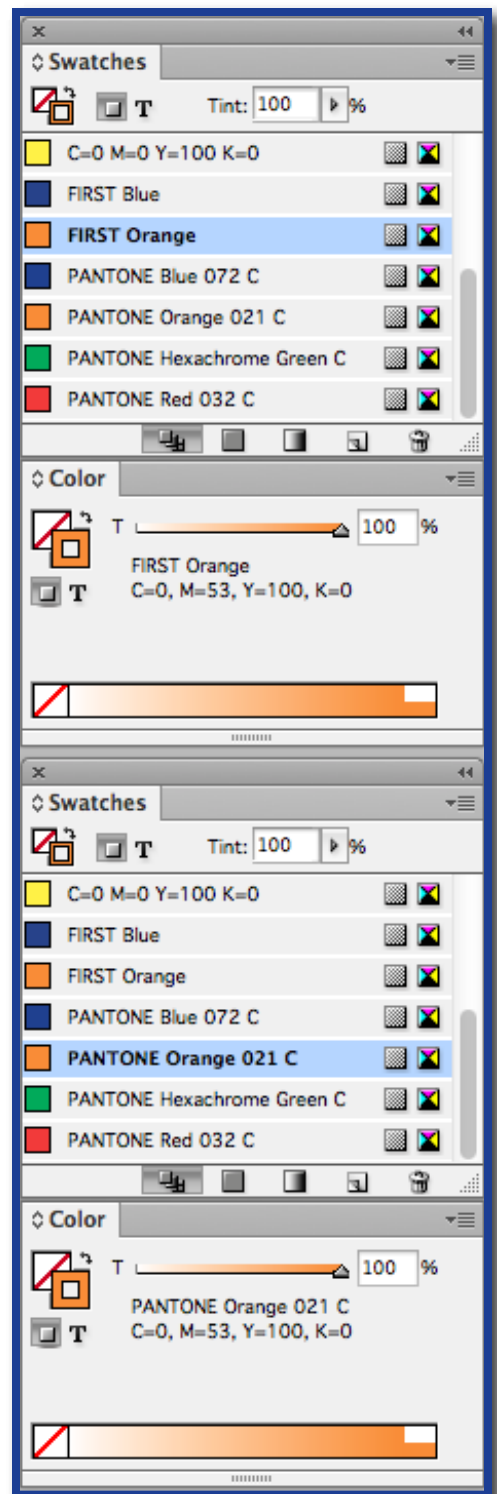 Swatches
T Tint: 100 %
C=0 M=0 Y=100 K=0
FIRST Blue
FIRST Orange
PANTONE Blue 072 C
PANTONE Orange 021 C
PANTONE Hexachrome Green C
PANTONE Red 032 C
Color
T 100 %
FIRST Orange
T C=0, M=53, Y=100, K=0
Swatches
T Tint: 100 %
C=0 M=0 Y=100 K=0
FIRST Blue
FIRST Orange
PANTONE Blue 072 C
PANTONE Orange 021 C
PANTONE Hexachrome Green C
PANTONE Red 032 C
Color
T 100 %
PANTONE Orange 021 C
T C=0, M=53, Y=100, K=0